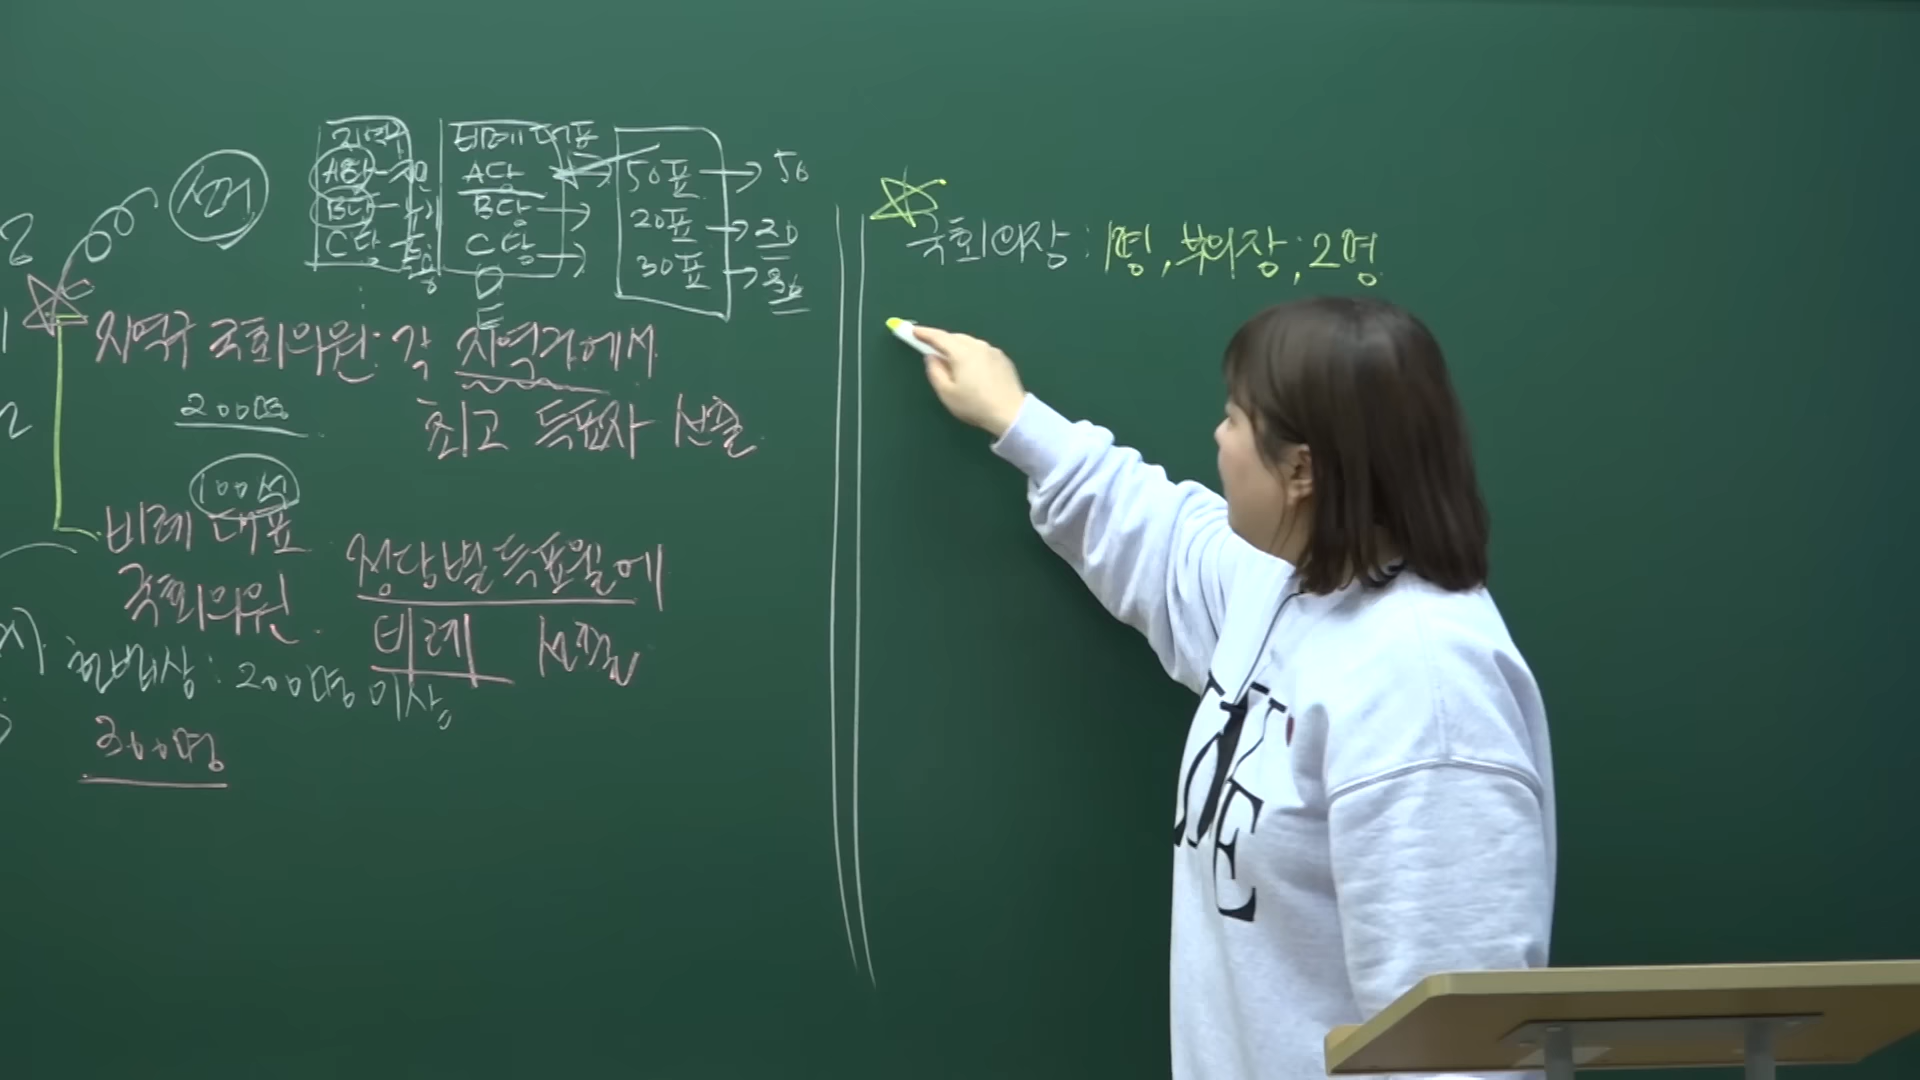 선거
지역
비례대표
A당
A당
50표 → 50
B당
B당
20표 → 20
C당
C당
30표 → 30
지역구 국회의원: 각 지역구에서
최고 득표자 선출
200명
100석
비례 대표
국회의원
정당별 득표율에
비례 선출
헌법상 : 200명 이상
300명
국회의장 : 1명, 부의장 : 2명